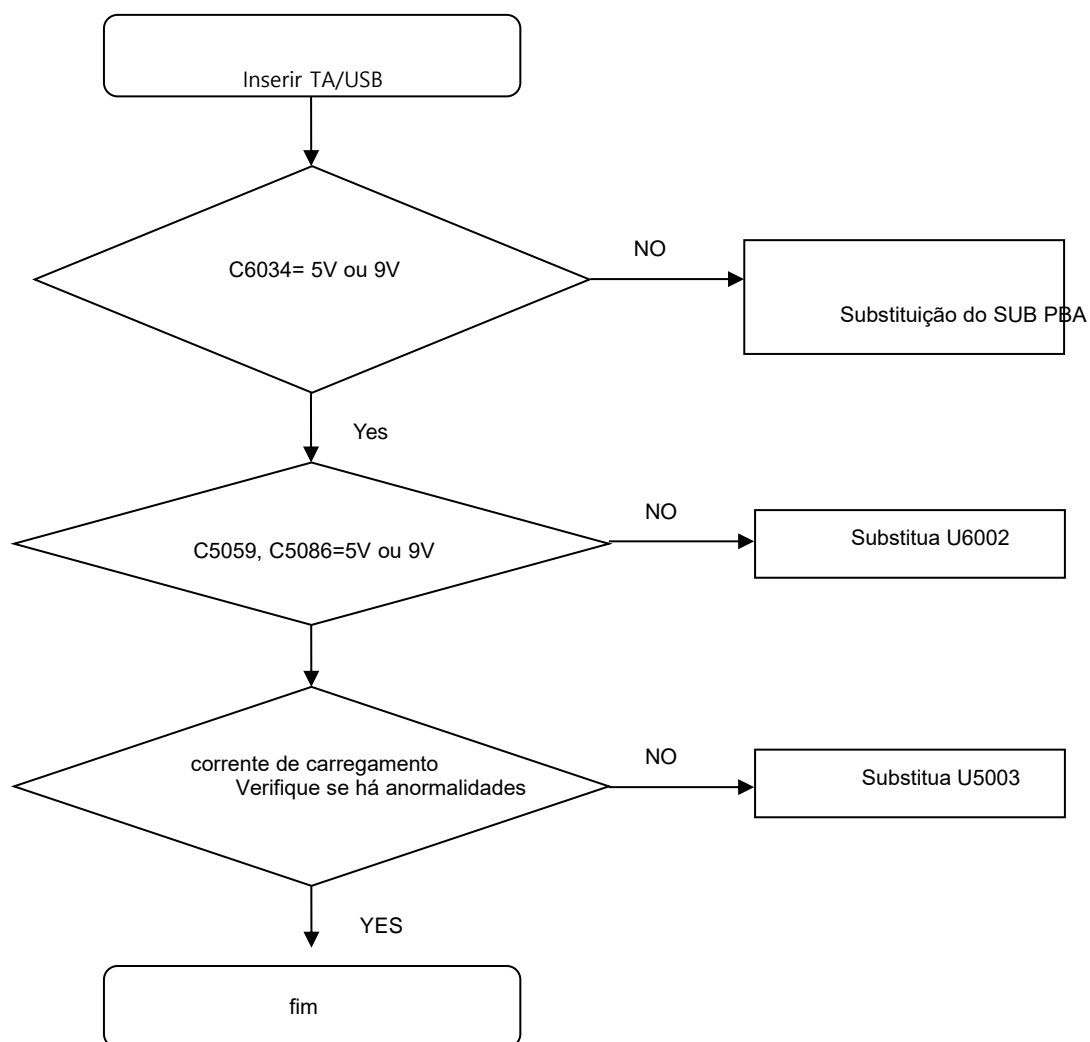 Inserir TA/USB
C6034= 5V ou 9V
NO
Substituição do SUB PBA
Yes
C5059, C5086=5V ou 9V
NO
Substitua U6002
corrente de carregamento
Verifique se há anormalidades
NO
Substitua U5003
YES
fim